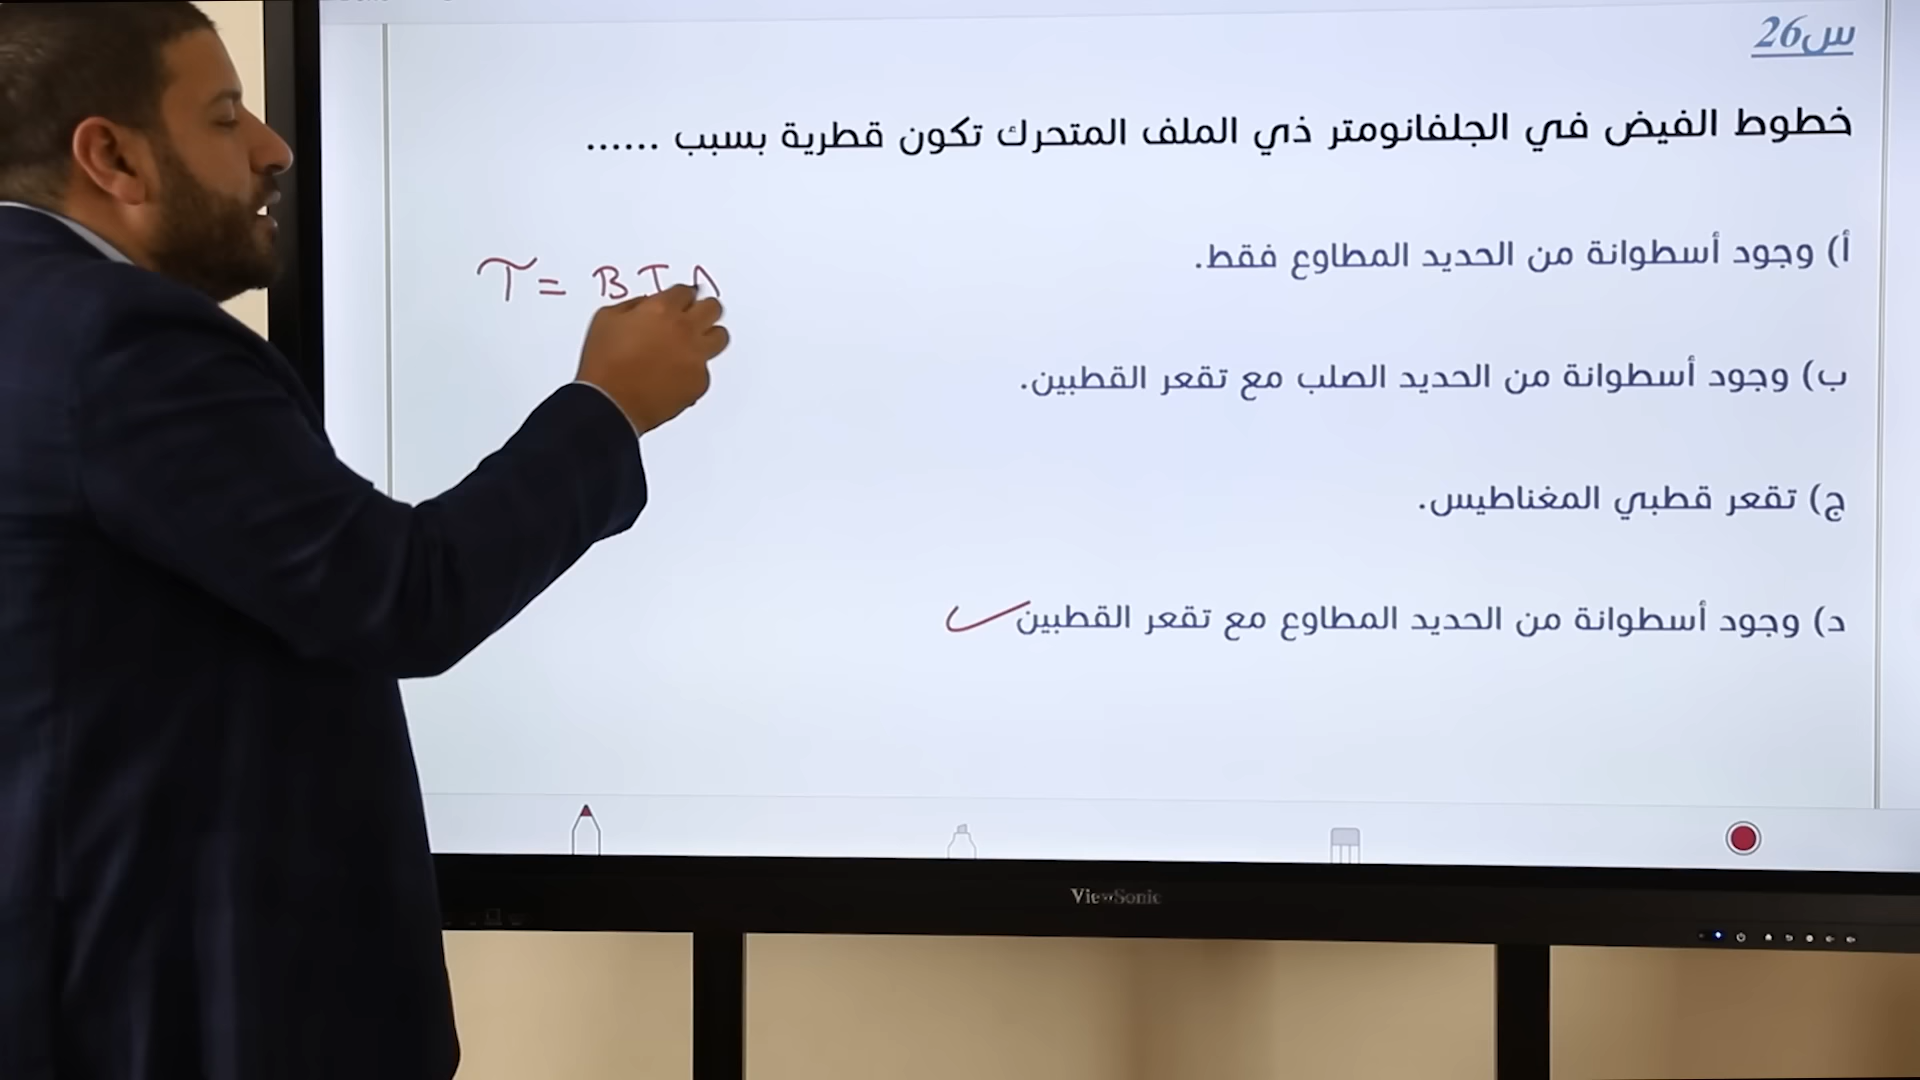 س26
خطوط الفيض في الجلفانومتر ذي الملف المتحرك تكون قطرية بسبب ......
أ) وجود أسطوانة من الحديد المطاوع فقط.
τ = B I A
ب) وجود أسطوانة من الحديد الصلب مع تقعر القطبين.
ج) تقعر قطبي المغناطيس.
د) وجود أسطوانة من الحديد المطاوع مع تقعر القطبين
ViewSonic